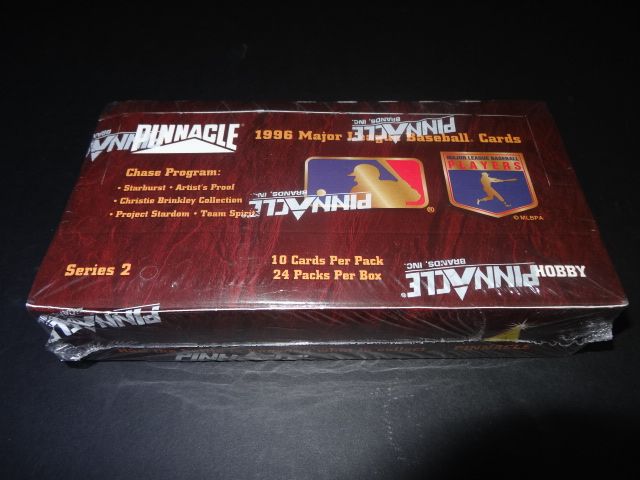 PINNACLE
1996 Major League Baseball Cards
PINNACLE
BRANDS, INC.
Chase Program:
• Starburst • Artist's Proof
• Christie Brinkley Collection
• Project Stardom • Team Spirit
PINNACLE
BRANDS, INC.
MAJOR LEAGUE BASEBALL
PLAYERS
® 
© MLBPA
Series 2
10 Cards Per Pack
24 Packs Per Box
PINNACLE
BRANDS, INC.
HOBBY
PINNACLE
PINNACLE
PINNACLE